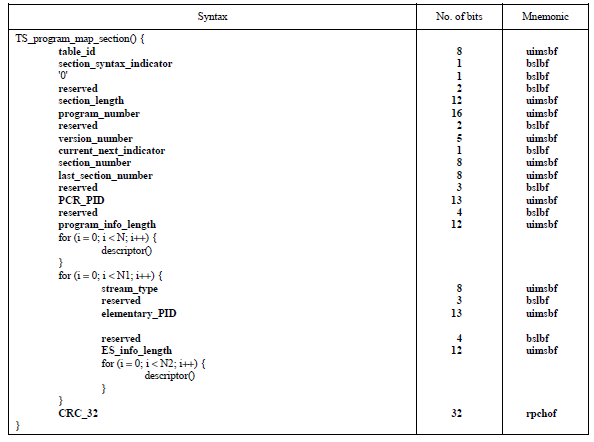 Syntax No. of bits Mnemonic
TS_program_map_section() {
table_id 8 uimsbf
section_syntax_indicator 1 bslbf
'0' 1 bslbf
reserved 2 bslbf
section_length 12 uimsbf
program_number 16 uimsbf
reserved 2 bslbf
version_number 5 uimsbf
current_next_indicator 1 bslbf
section_number 8 uimsbf
last_section_number 8 uimsbf
reserved 3 bslbf
PCR_PID 13 uimsbf
reserved 4 bslbf
program_info_length 12 uimsbf
for (i = 0; i < N; i++) {
descriptor()
}
for (i = 0; i < N1; i++) {
stream_type 8 uimsbf
reserved 3 bslbf
elementary_PID 13 uimsbf
reserved 4 bslbf
ES_info_length 12 uimsbf
for (i = 0; i < N2; i++) {
descriptor()
}
}
CRC_32 32 rpchof
}